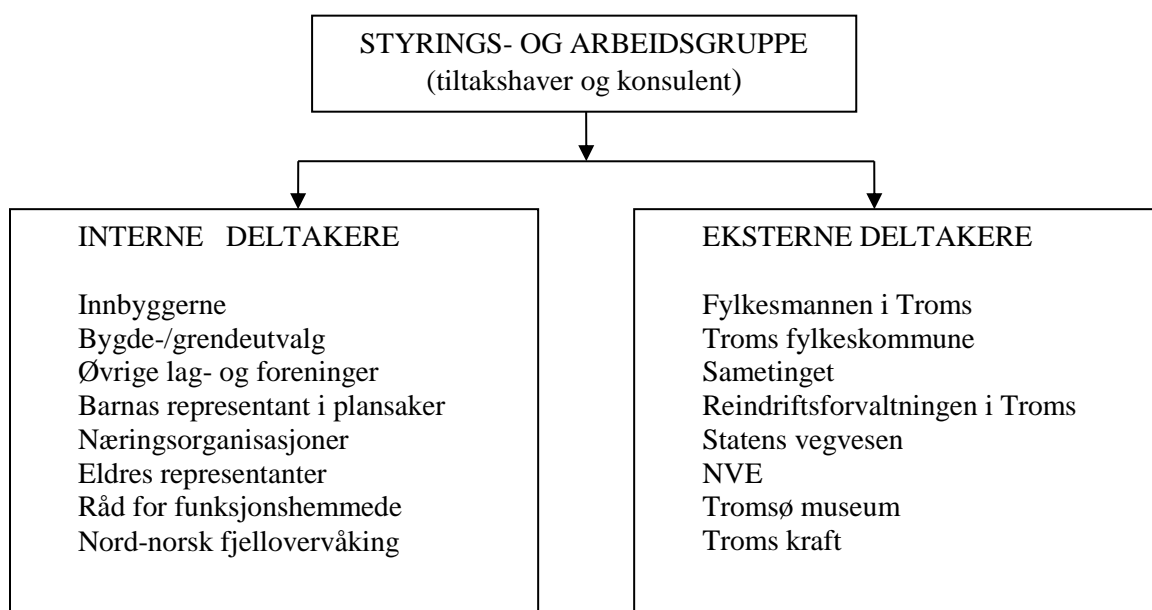 STYRINGS- OG ARBEIDSGRUPPE
(tiltakshaver og konsulent)
INTERNE DELTAKERE
Innbyggerne
Bygde-/grendeutvalg
Øvrige lag- og foreninger
Barnas representant i plansaker
Næringsorganisasjoner
Eldres representanter
Råd for funksjonshemmede
Nord-norsk fjellovervåking
EKSTERNE DELTAKERE
Fylkesmannen i Troms
Troms fylkeskommune
Sametinget
Reindriftsforvaltningen i Troms
Statens vegvesen
NVE
Tromsø museum
Troms kraft